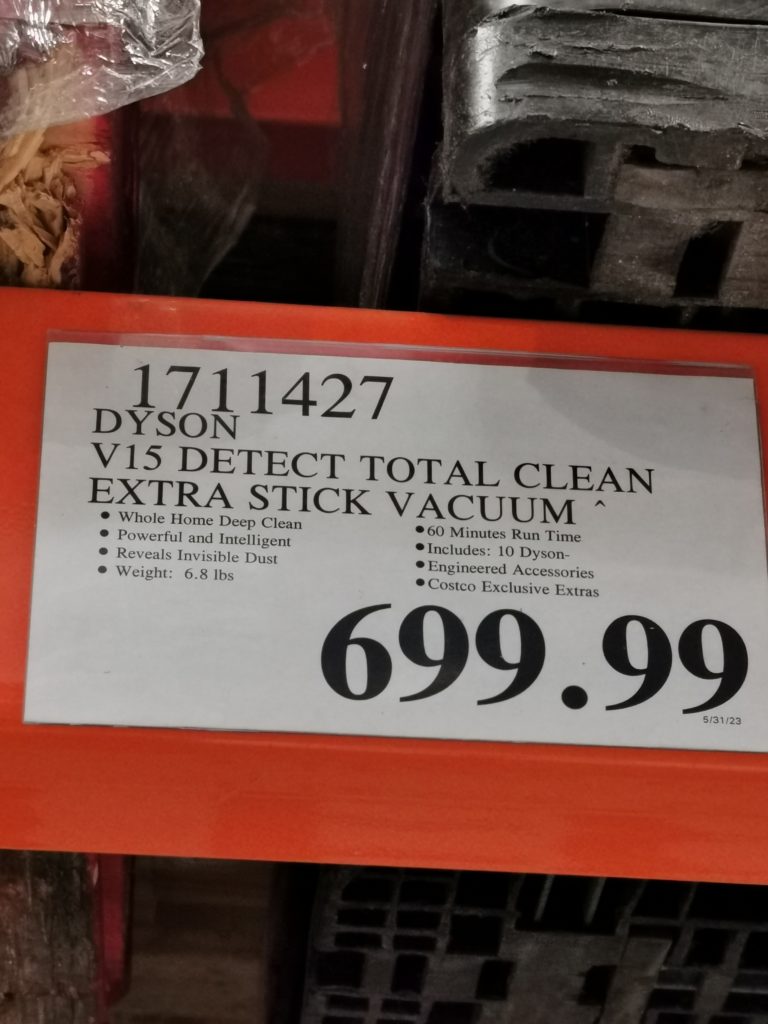 1711427
DYSON
V15 DETECT TOTAL CLEAN
EXTRA STICK VACUUM ^
• Whole Home Deep Clean
• Powerful and Intelligent
• Reveals Invisible Dust
• Weight: 6.8 lbs
• 60 Minutes Run Time
• Includes: 10 Dyson-
• Engineered Accessories
• Costco Exclusive Extras
699.99
5/31/23